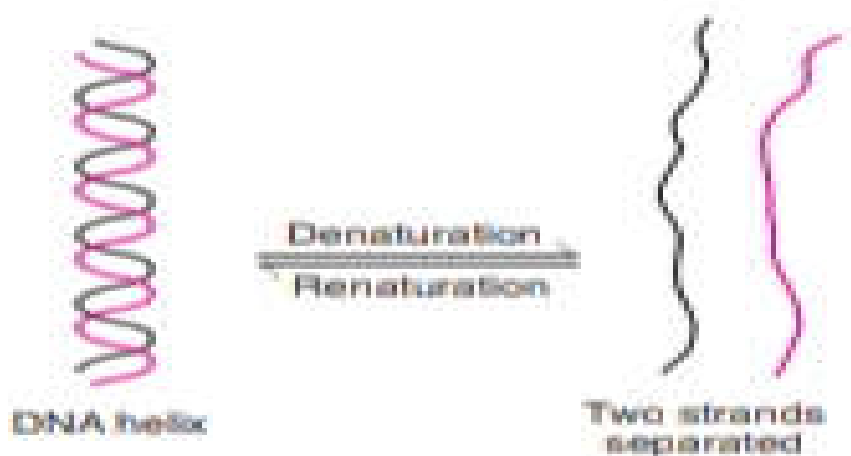 Denaturation
Renaturation
DNA helix
Two strands
separated